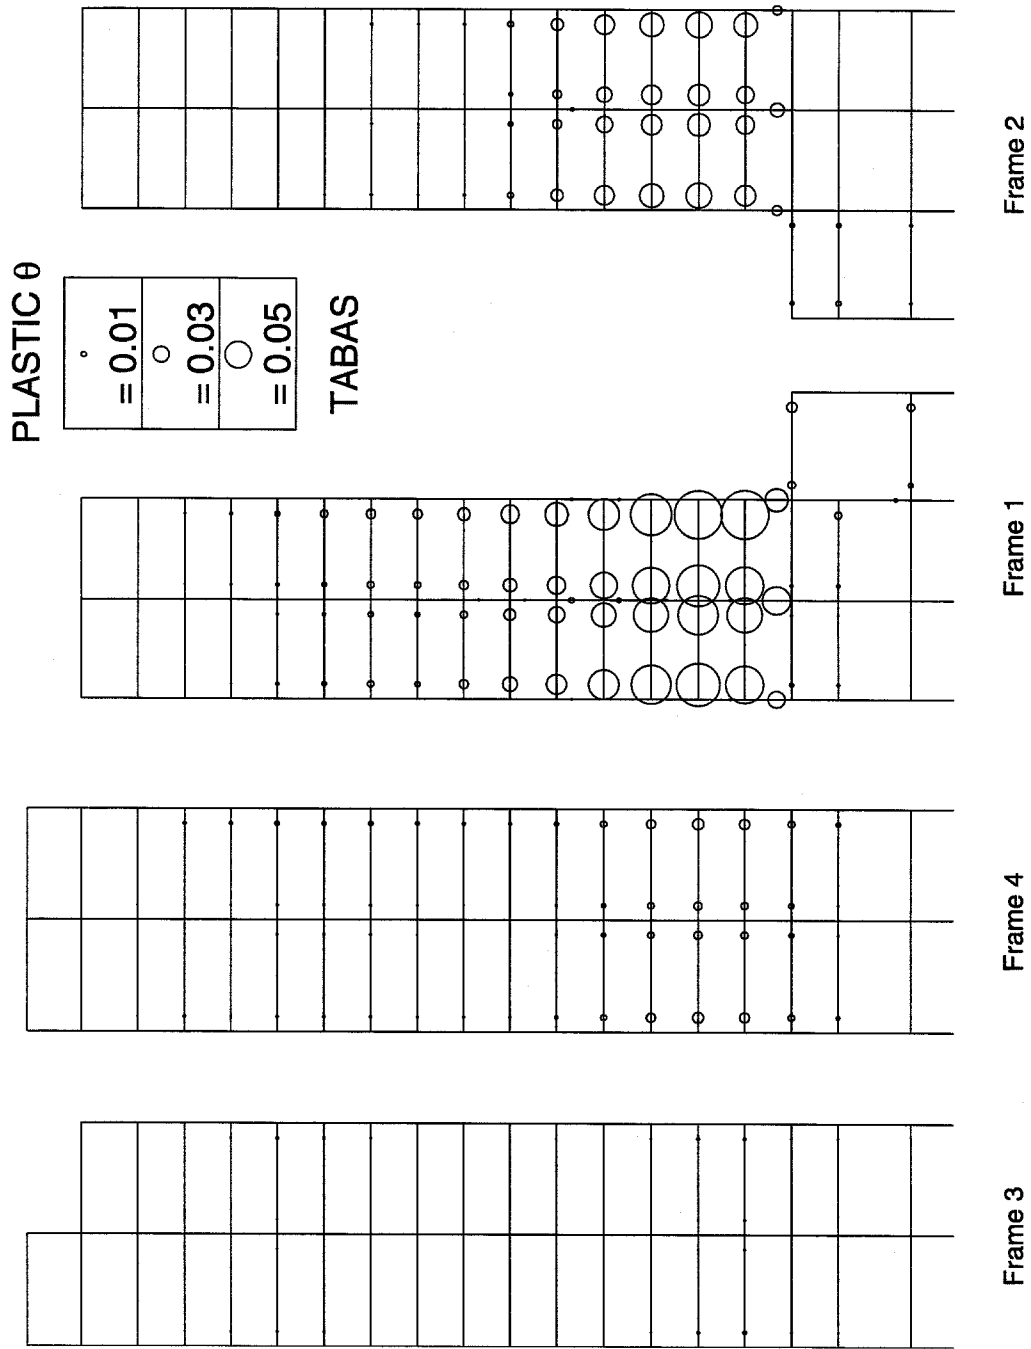 PLASTIC θ
= 0.01
= 0.03
= 0.05
TABAS
Frame 3
Frame 4
Frame 1
Frame 2